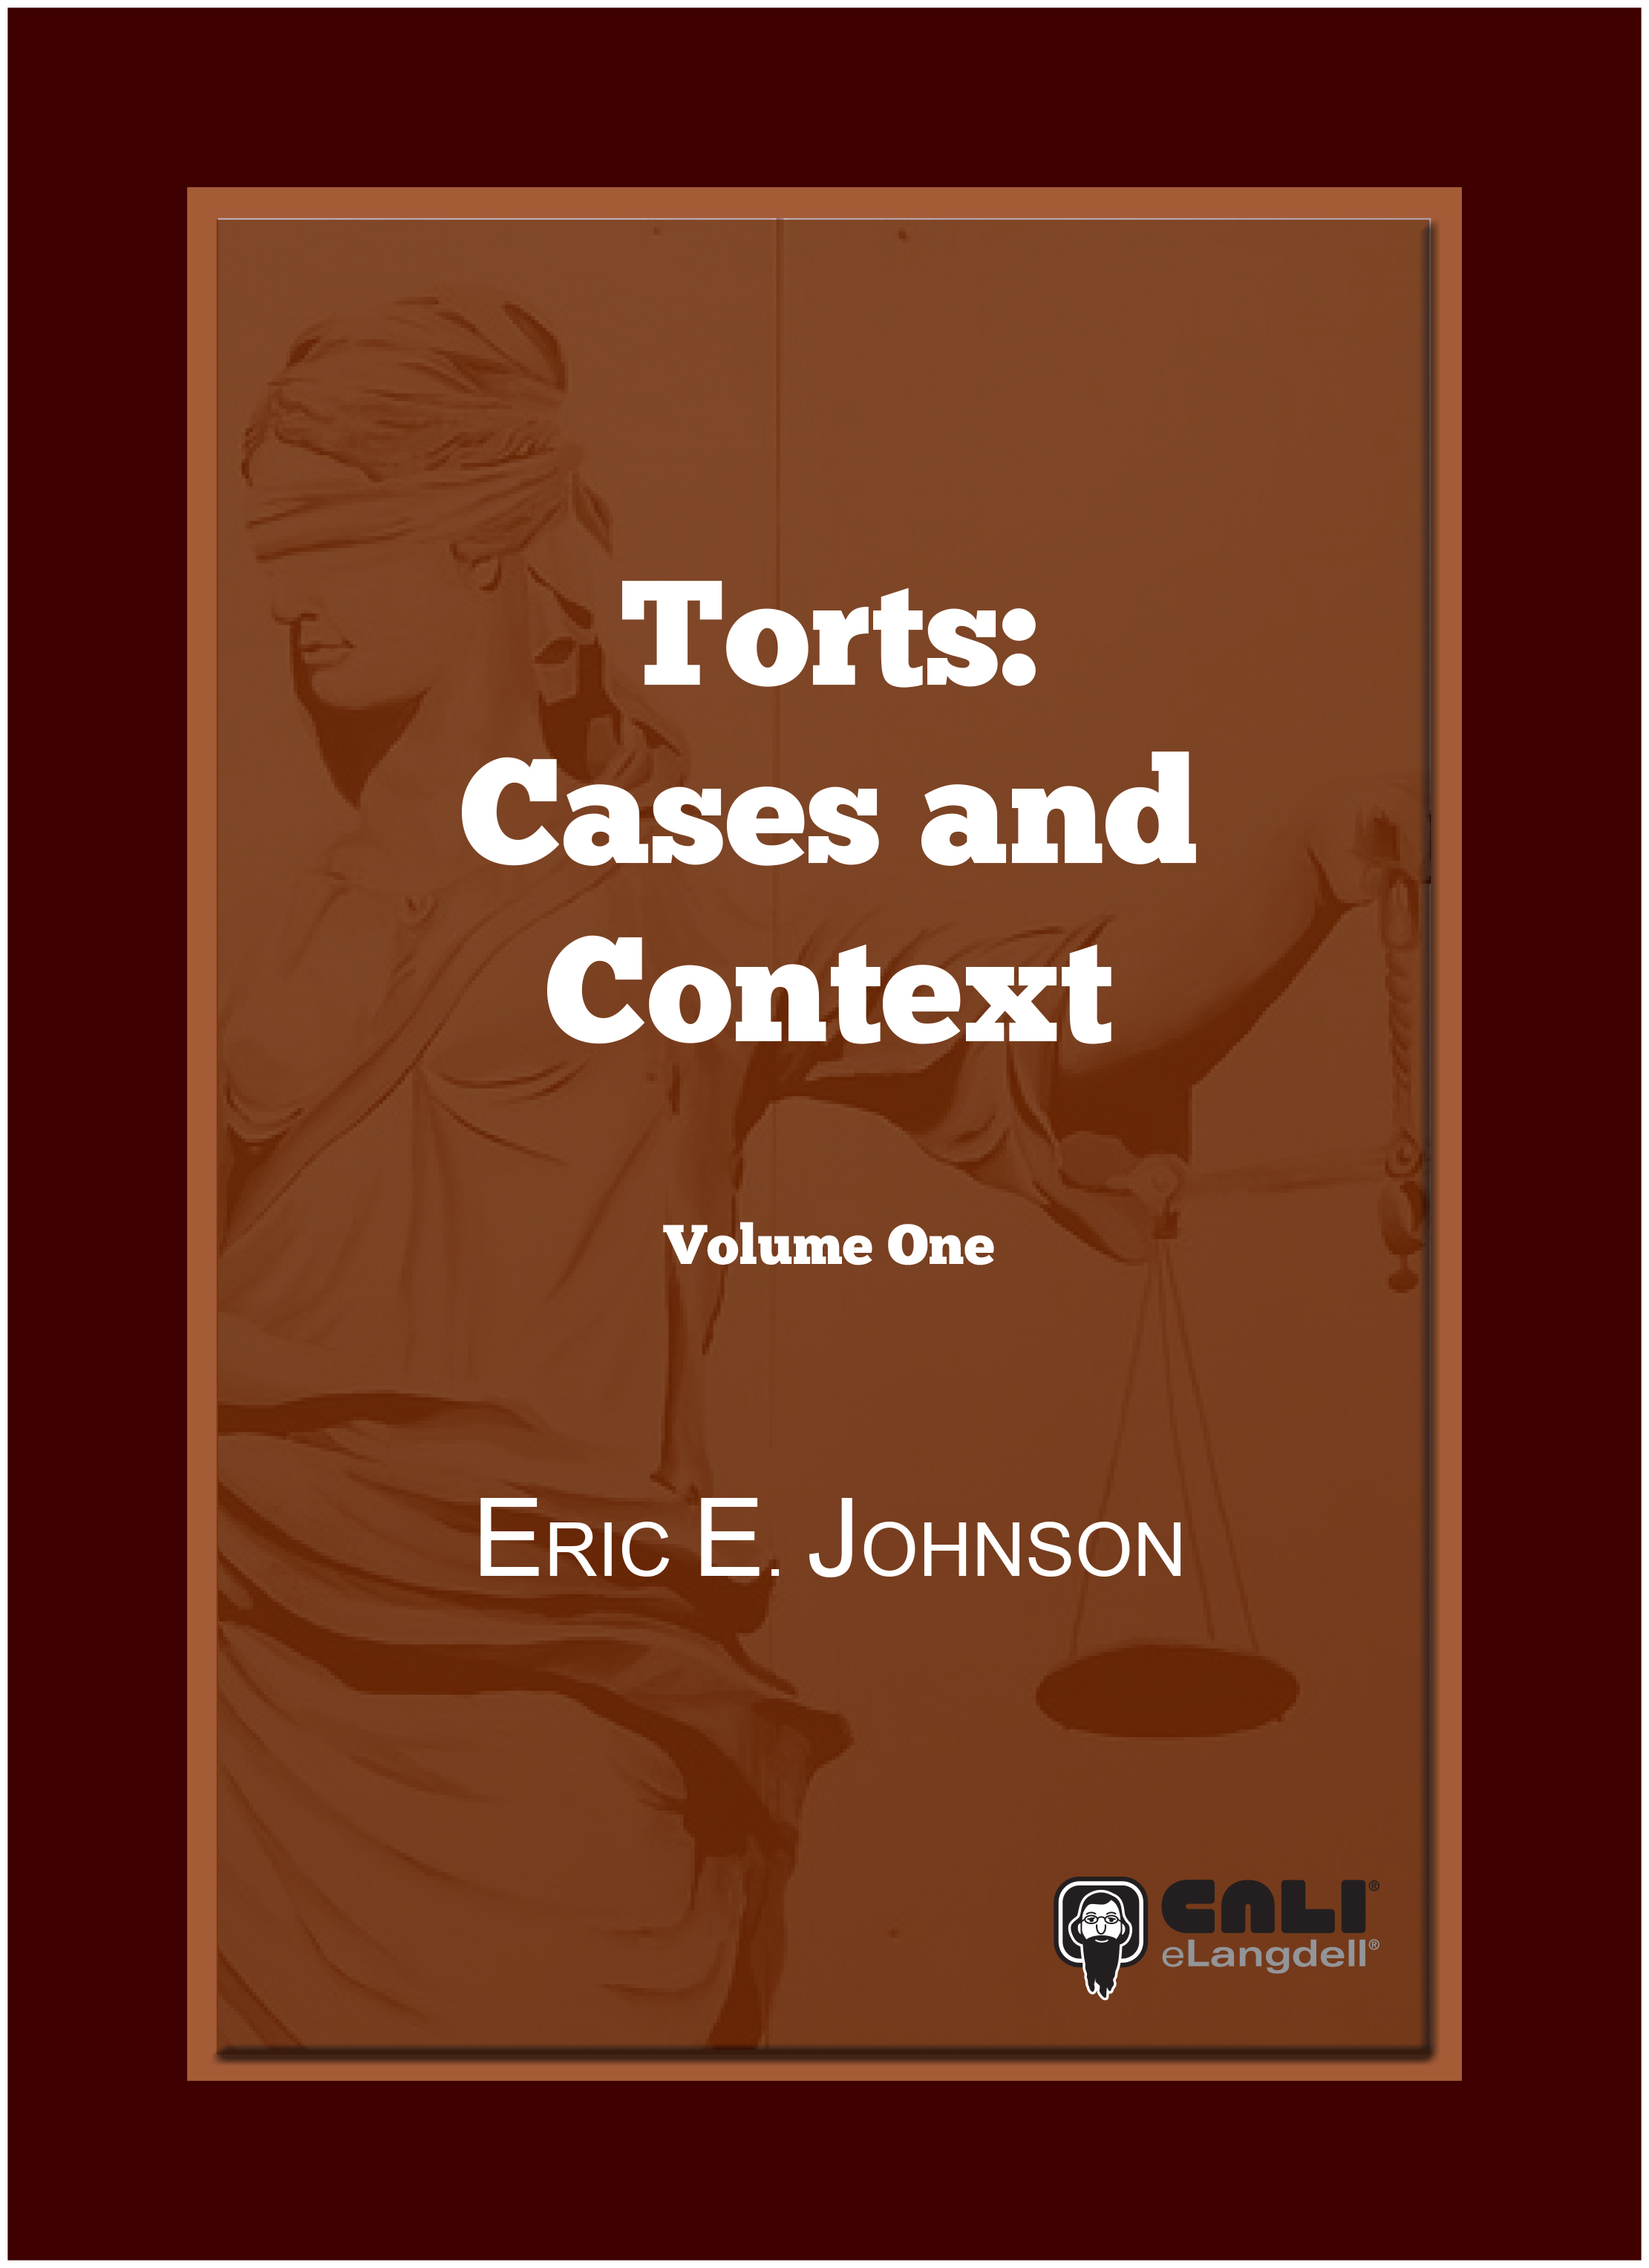 Torts:
Cases and
Context
Volume One
ERIC E. JOHNSON
CALI®
eLangdell®